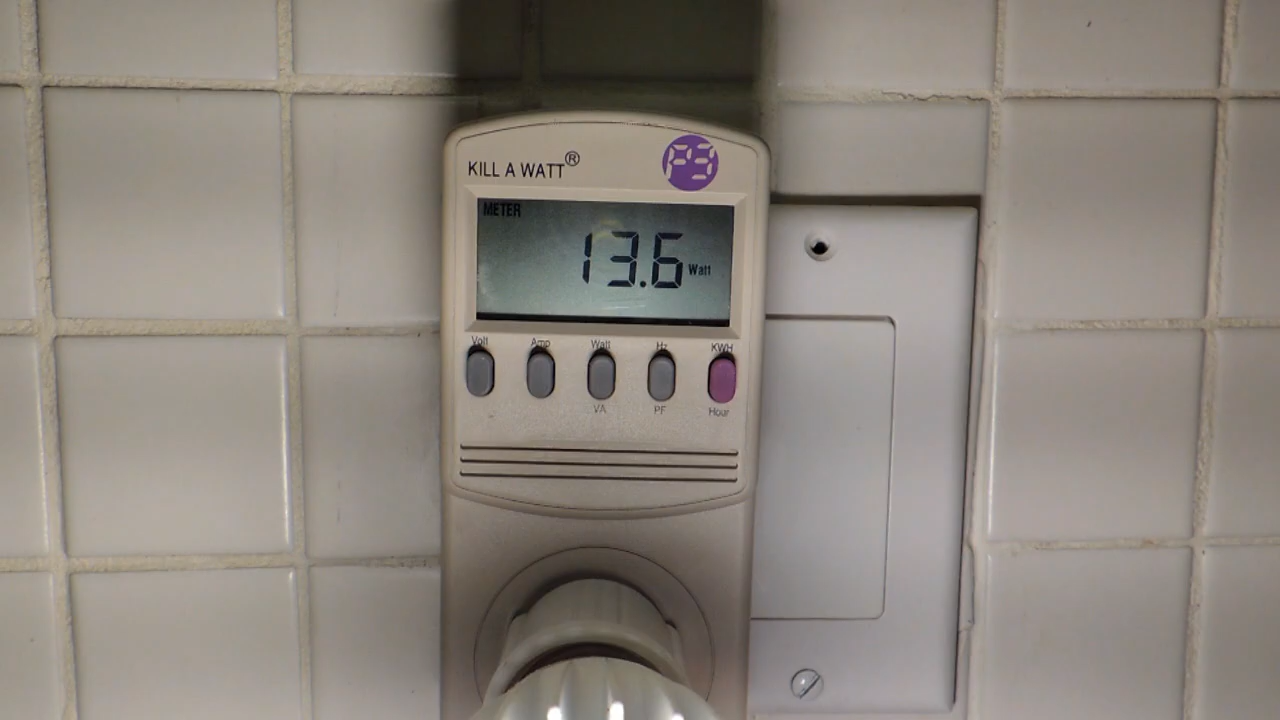 KILL A WATT®
P3
METER
13.6 Watt
Volt Amp Watt Hz KWH
VA PF Hour